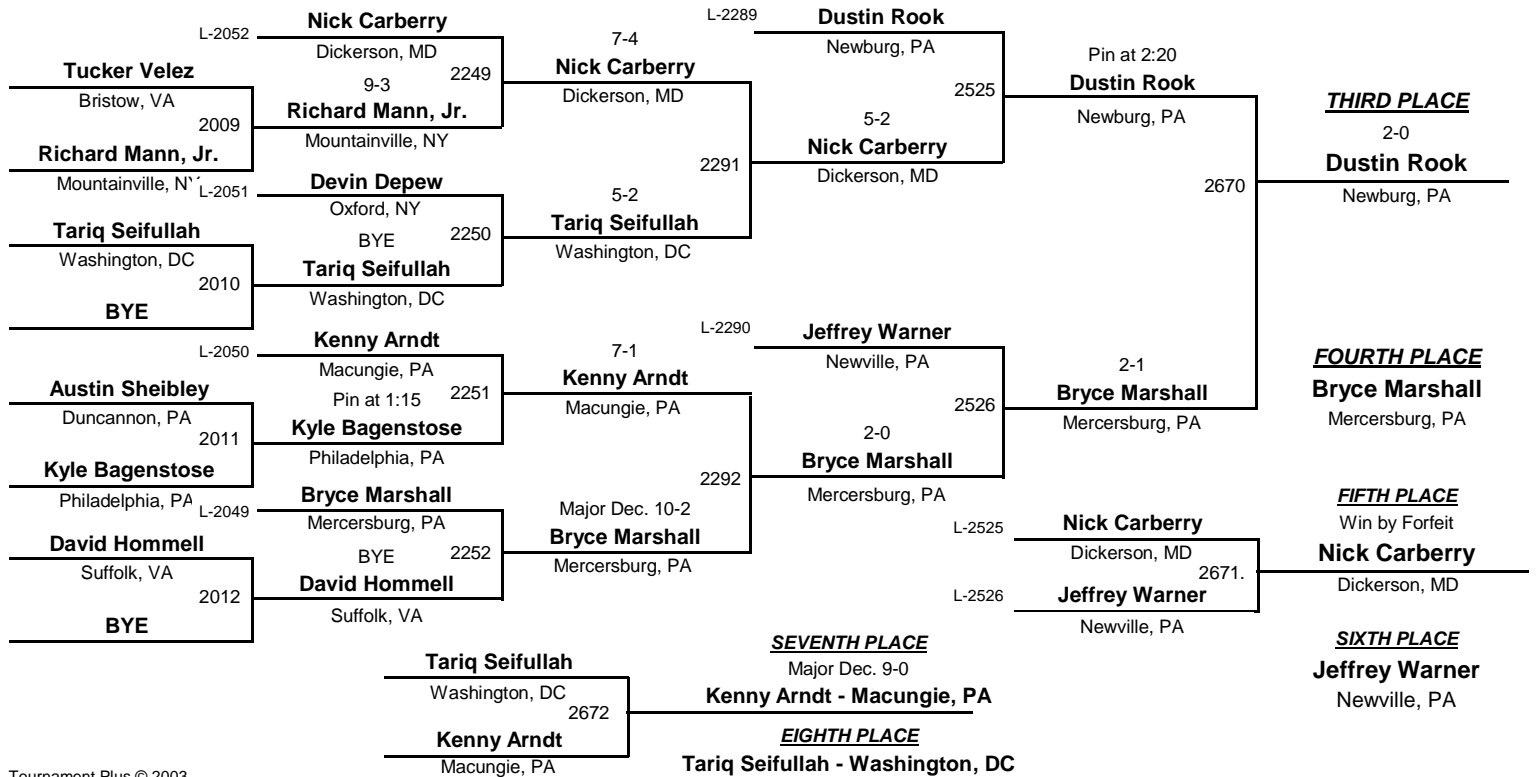 L-2052
Nick Carberry
Dickerson, MD
Tucker Velez
Bristow, VA
9-3
2249
2009
Richard Mann, Jr.
Mountainville, NY
Richard Mann, Jr.
Mountainville, NY
L-2051
Devin Depew
Oxford, NY
Tariq Seifullah
Washington, DC
BYE
2250
2010
Tariq Seifullah
Washington, DC
BYE
L-2050
Kenny Arndt
Macungie, PA
Austin Sheibley
Duncannon, PA
Pin at 1:15
2251
2011
Kyle Bagenstose
Philadelphia, PA
Kyle Bagenstose
Philadelphia, PA
L-2049
Bryce Marshall
Mercersburg, PA
David Hommell
Suffolk, VA
BYE
2252
2012
David Hommell
Suffolk, VA
BYE
7-4
Nick Carberry
Dickerson, MD
2291
5-2
Tariq Seifullah
Washington, DC
7-1
Kenny Arndt
Macungie, PA
2292
Major Dec. 10-2
Bryce Marshall
Mercersburg, PA
L-2289
Dustin Rook
Newburg, PA
2525
5-2
Nick Carberry
Dickerson, MD
L-2290
Jeffrey Warner
Newville, PA
2526
2-0
Bryce Marshall
Mercersburg, PA
Pin at 2:20
Dustin Rook
Newburg, PA
2670
2-1
Bryce Marshall
Mercersburg, PA
THIRD PLACE
2-0
Dustin Rook
Newburg, PA
FOURTH PLACE
Bryce Marshall
Mercersburg, PA
L-2525
Nick Carberry
Dickerson, MD
2671.
L-2526
Jeffrey Warner
Newville, PA
FIFTH PLACE
Win by Forfeit
Nick Carberry
Dickerson, MD
SIXTH PLACE
Jeffrey Warner
Newville, PA
Tariq Seifullah
Washington, DC
2672
Kenny Arndt
Macungie, PA
SEVENTH PLACE
Major Dec. 9-0
Kenny Arndt - Macungie, PA
EIGHTH PLACE
Tariq Seifullah - Washington, DC
Tournament Plus © 2003